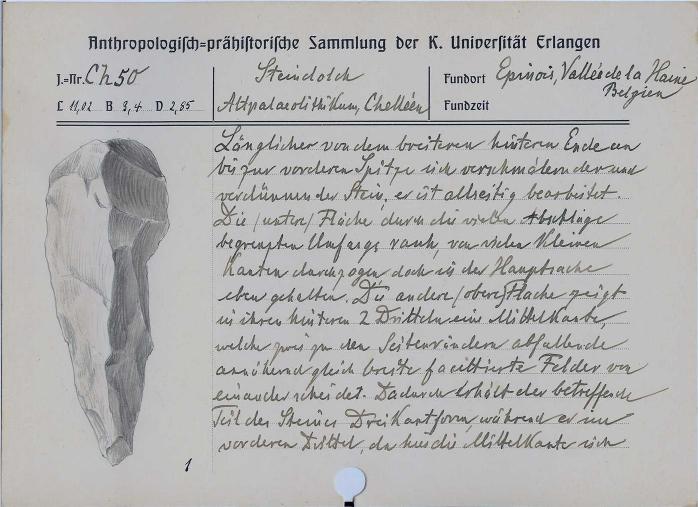 Anthropologisch=prähistorische Sammlung der K. Universität Erlangen
J.=Nr. Ch 50
L 11,02 B 3,4 D 2,85
Steindolch
Altpalaeolithikum, Chelléen
Fundort Epinois, Vallée de la Haine
Belgien
Fundzeit
Länglicher von dem breiteren hinteren Ende an
bis zur vorderen Spitze sich verschmälernder und
verdünnender Stein, er ist allseitig bearbeitet.
Die (untere) Fläche durch die vielen Abschläge
begrenzten Umfangs rauh, von vielen kleinen
Kanten durchzogen doch in der Hauptsache
eben gehalten. Die andere (obere) Fläche zeigt
in ihren hinteren 2 Dritteln eine Mittelkante,
welche zwei zu den Seitenrändern abfallende
annähernd gleich breite facittierte Felder von
einander scheidet. Dadurch erhält der betreffende
Teil des Steines Dreikantform, während er im
vorderen Drittel, da hier die Mittelkante sich
1